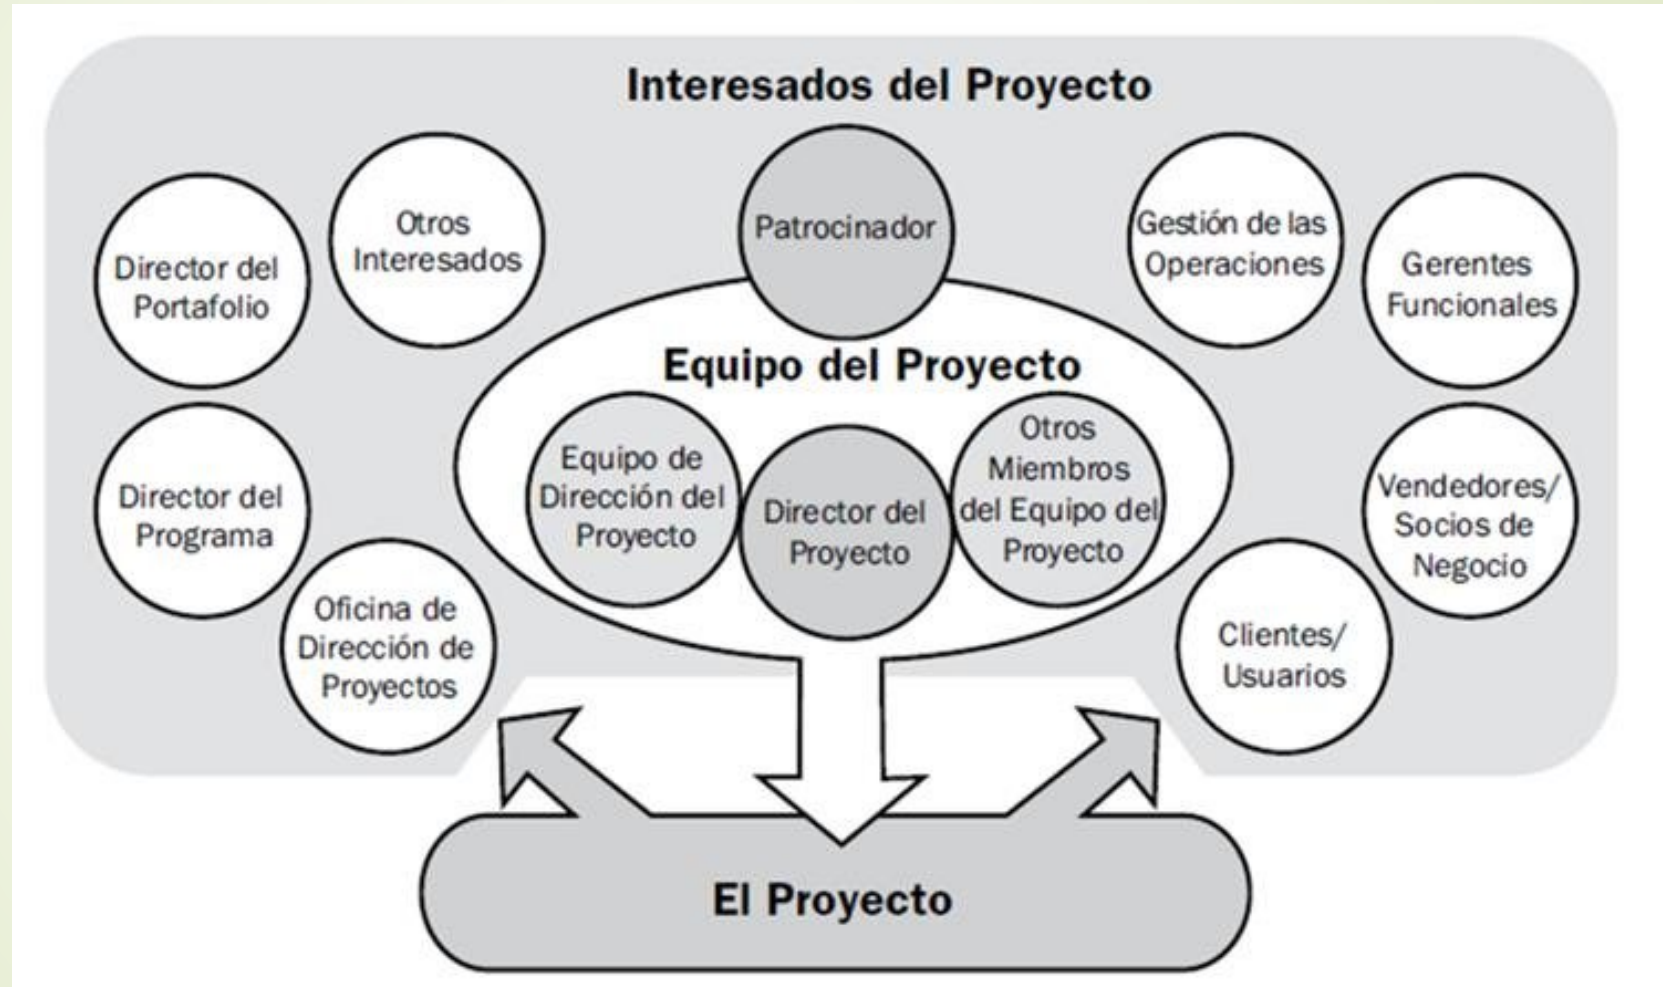 Interesados del Proyecto
Otros
Interesados
Patrocinador
Gestión de las
Operaciones
Director del
Portafolio
Gerentes
Funcionales
Equipo del Proyecto
Equipo de
Dirección del
Proyecto
Director del
Proyecto
Otros
Miembros
del Equipo del
Proyecto
Director del
Programa
Vendedores/
Socios de
Negocio
Oficina de
Dirección de
Proyectos
Clientes/
Usuarios
El Proyecto